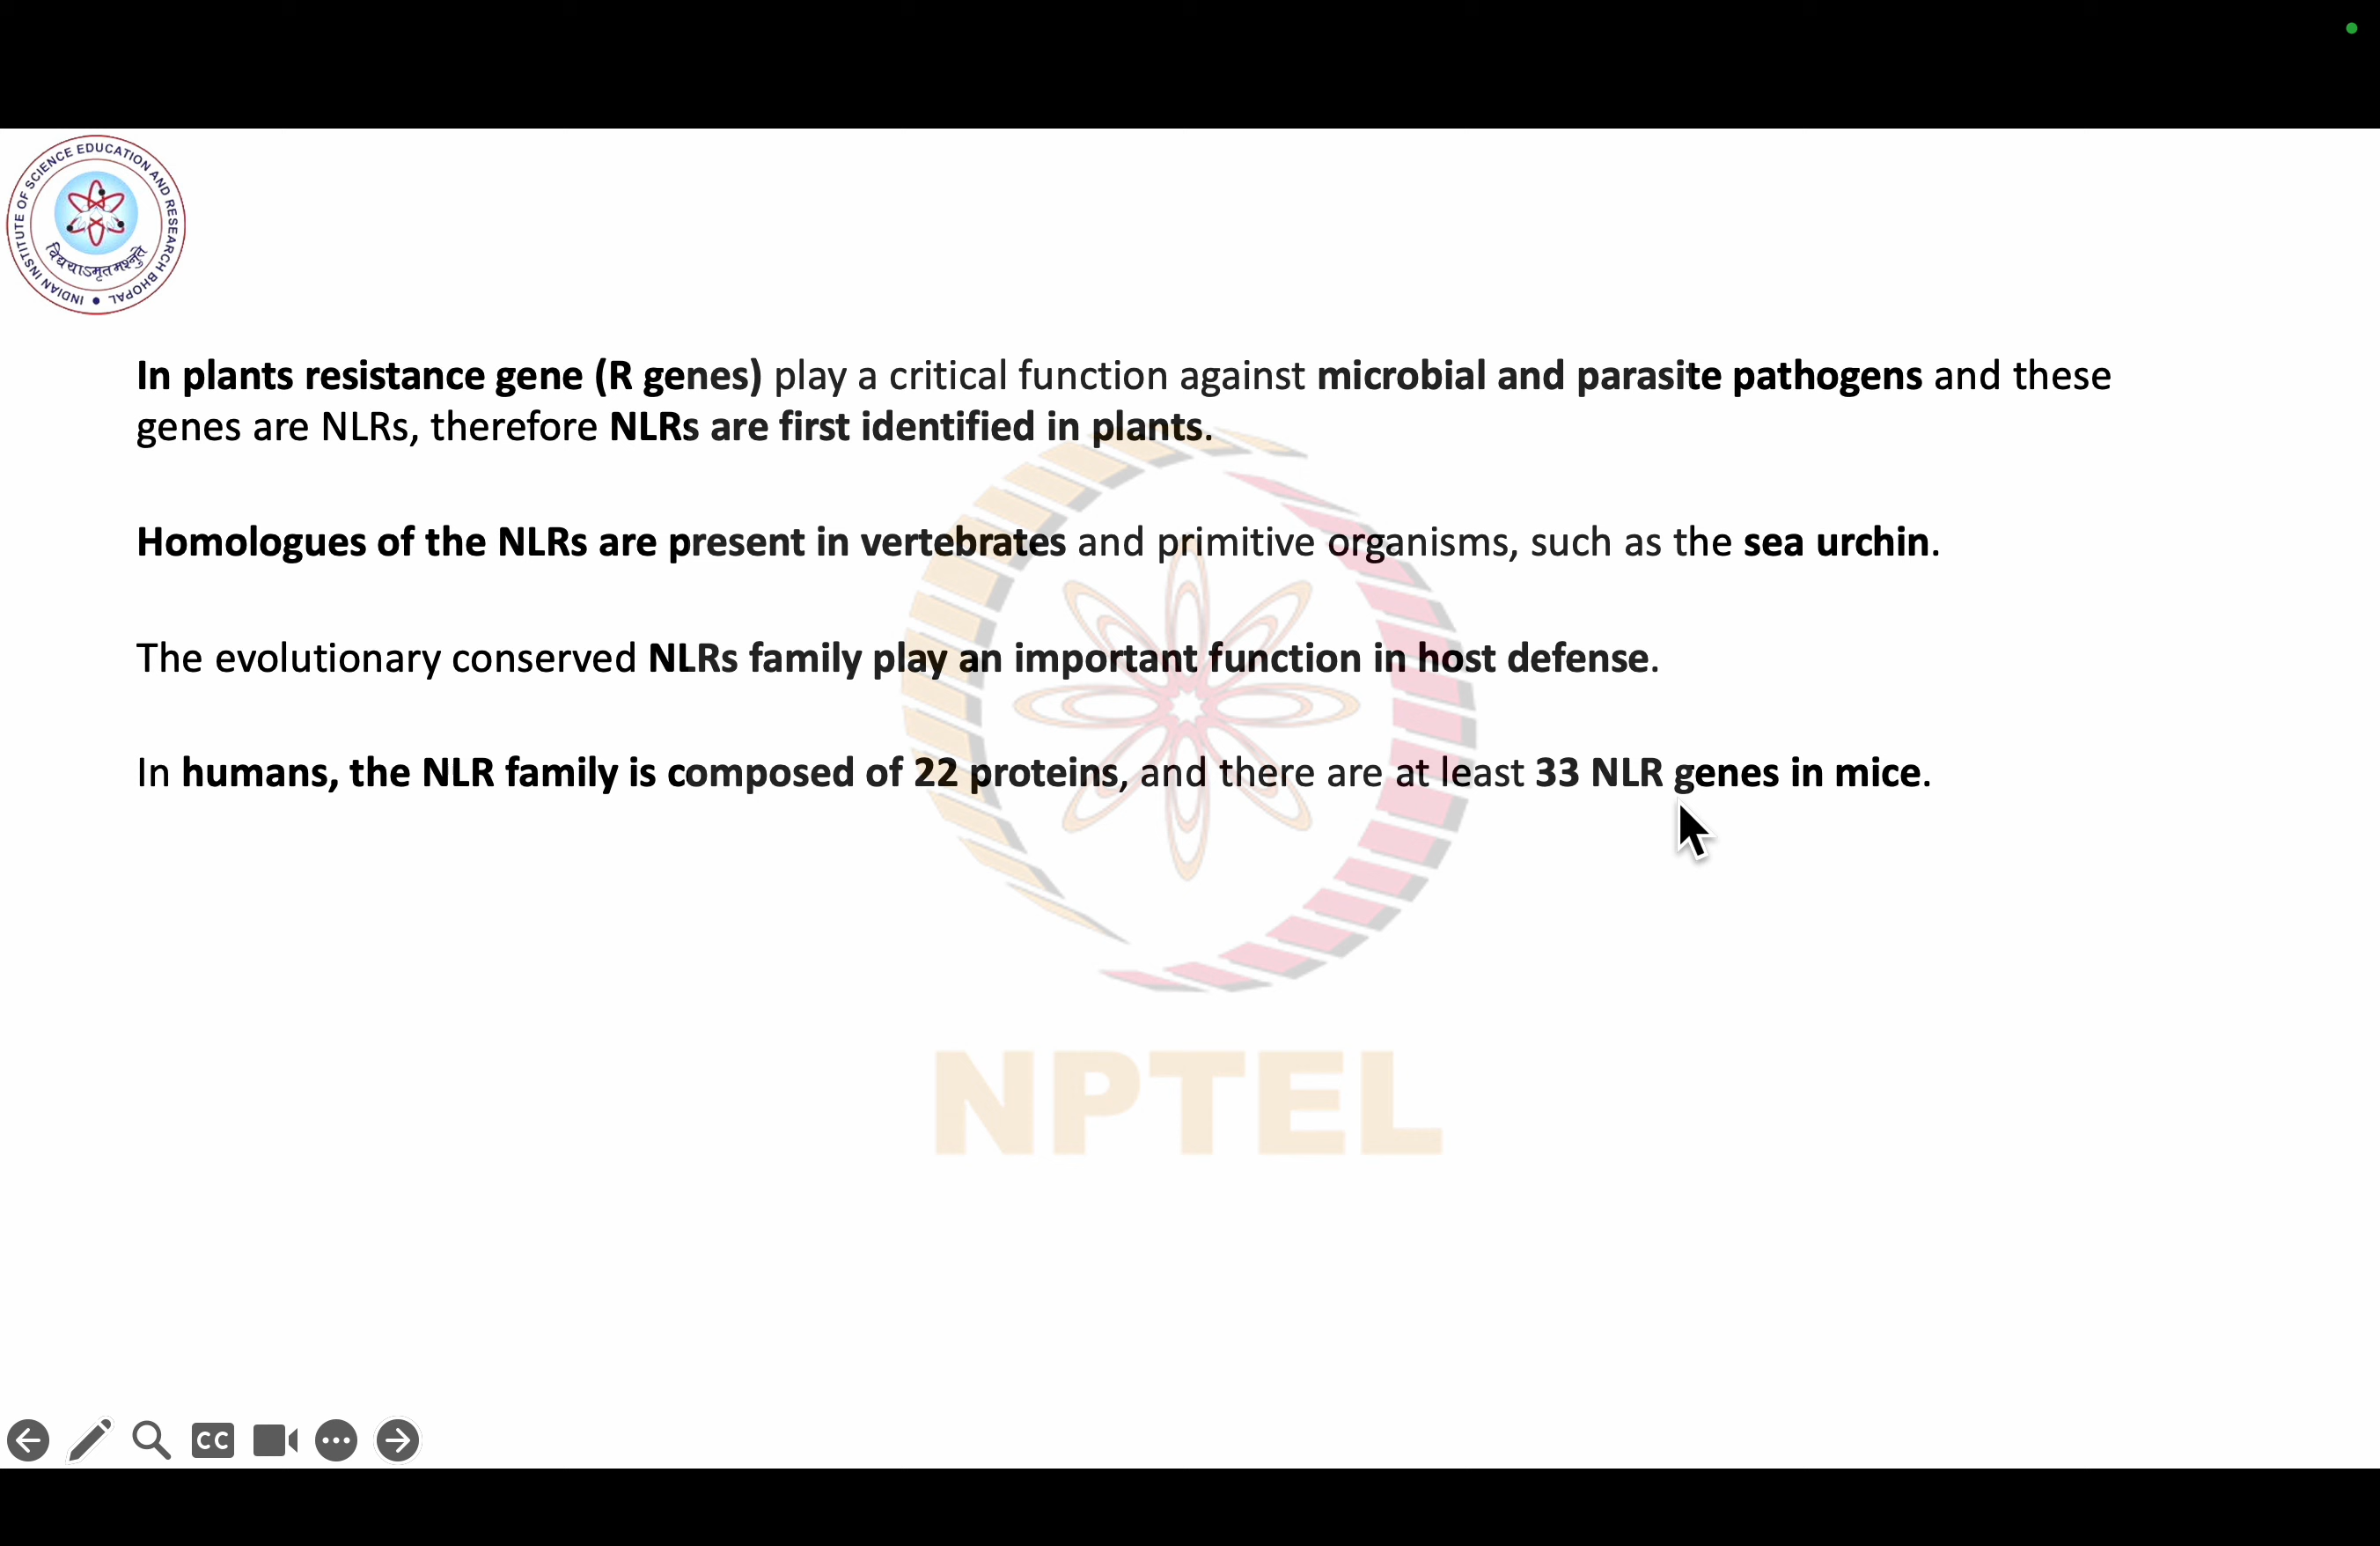 INDIAN INSTITUTE OF SCIENCE EDUCATION AND RESEARCH BHOPAL
विद्ययाऽमृतमश्नुते
In plants resistance gene (R genes) play a critical function against microbial and parasite pathogens and these
genes are NLRs, therefore NLRs are first identified in plants.
Homologues of the NLRs are present in vertebrates and primitive organisms, such as the sea urchin.
The evolutionary conserved NLRs family play an important function in host defense.
In humans, the NLR family is composed of 22 proteins, and there are at least 33 NLR genes in mice.
NPTEL
CC